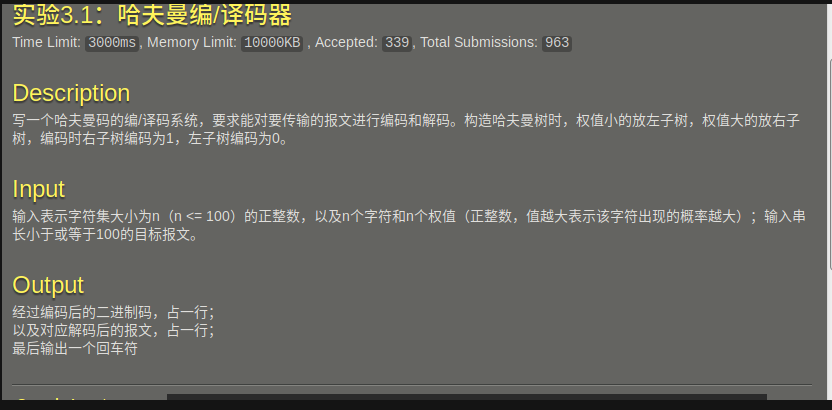 实验3.1：哈夫曼编/译码器
Time Limit: 3000ms, Memory Limit: 10000KB , Accepted: 339, Total Submissions: 963
Description
写一个哈夫曼码的编/译码系统，要求能对要传输的报文进行编码和解码。构造哈夫曼树时，权值小的放左子树，权值大的放右子
树，编码时右子树编码为1，左子树编码为0。
Input
输入表示字符集大小为n（n <= 100）的正整数，以及n个字符和n个权值（正整数，值越大表示该字符出现的概率越大）；输入串
长小于或等于100的目标报文。
Output
经过编码后的二进制码，占一行；
以及对应解码后的报文，占一行；
最后输出一个回车符